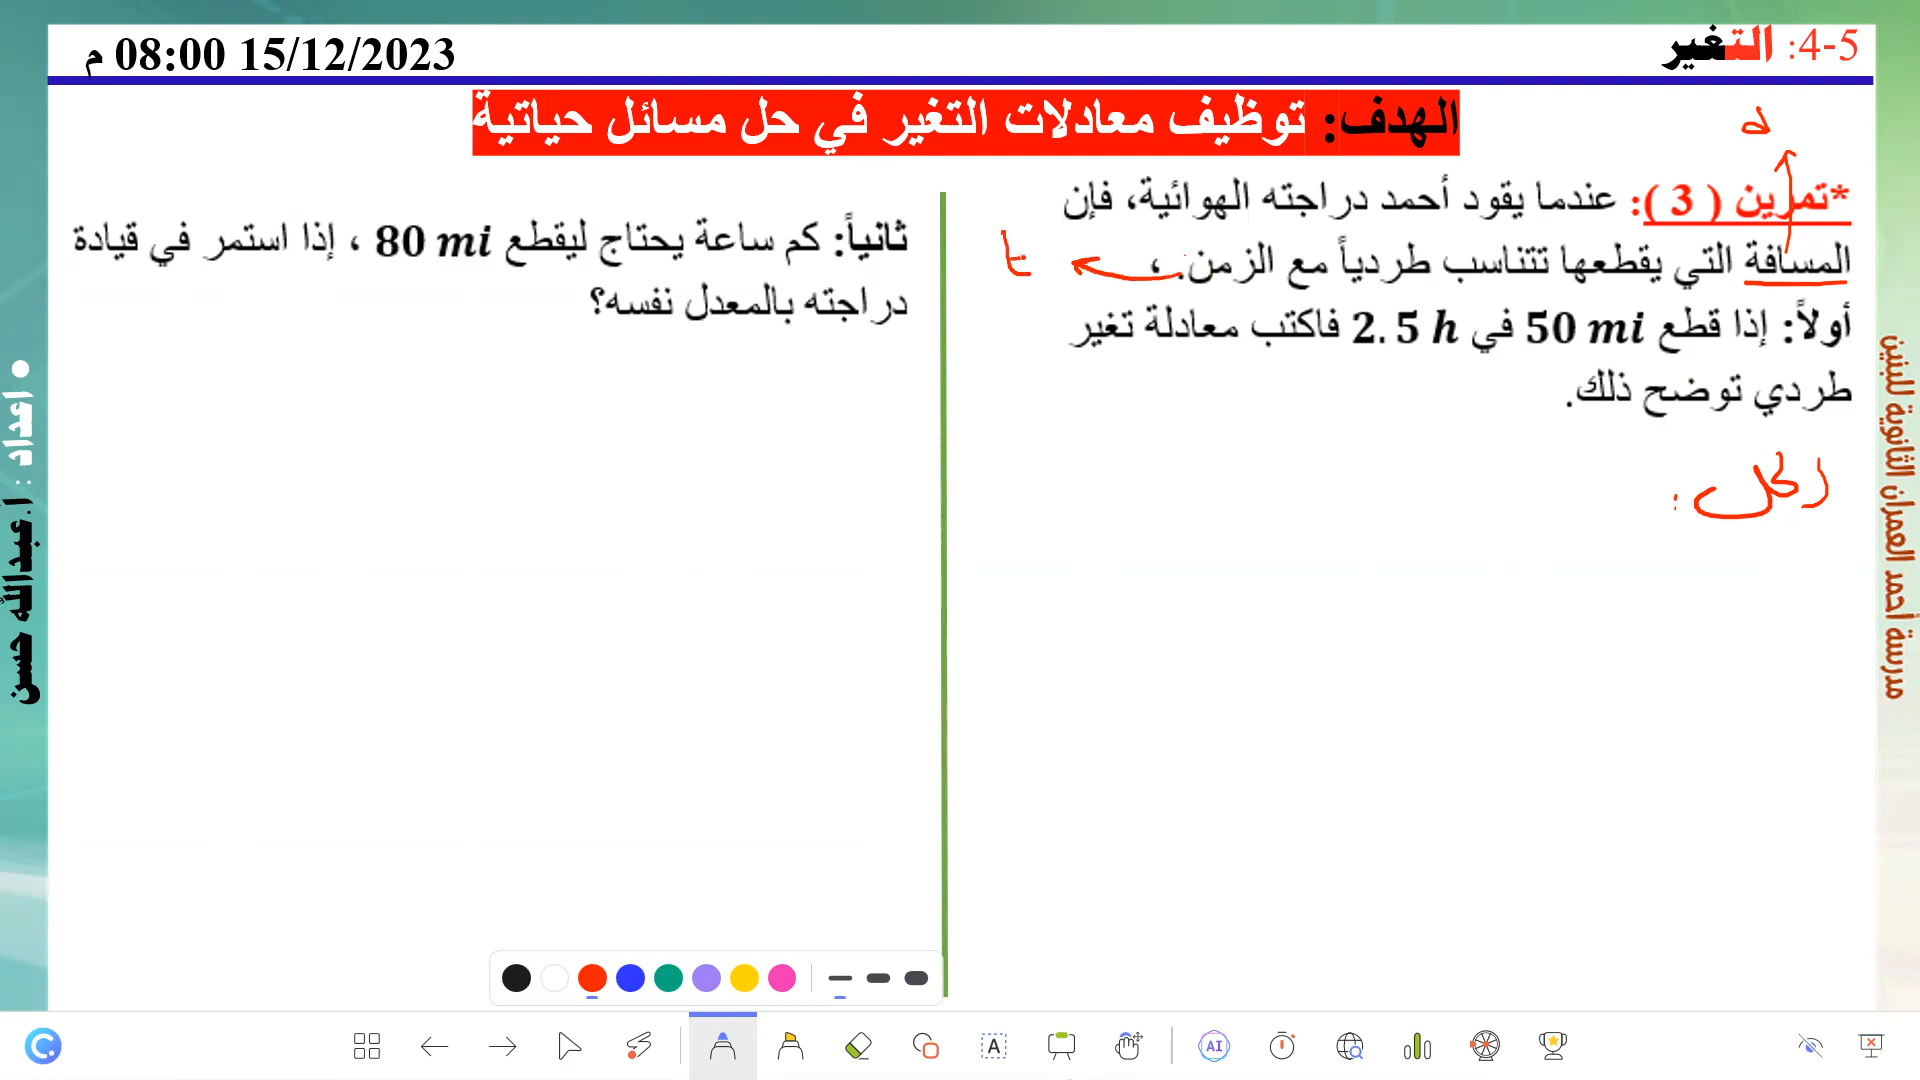 4-5: التغير
15/12/2023 08:00 م
الهدف: توظيف معادلات التغير في حل مسائل حياتية
d
*تمرين ( 3 ): عندما يقود أحمد دراجته الهوائية، فإن
المسافة التي يقطعها تتناسب طردياً مع الزمن. ،
t
أولاً: إذا قطع 50 mi في 2.5 h فاكتب معادلة تغير
طردي توضح ذلك.
الحل :
ثانياً: كم ساعة يحتاج ليقطع 80 mi ، إذا استمر في قيادة
دراجته بالمعدل نفسه؟
مدرسة أحمد العمران الثانوية للبنين
● اعداد : أ.عبدالله حسن
A
AI